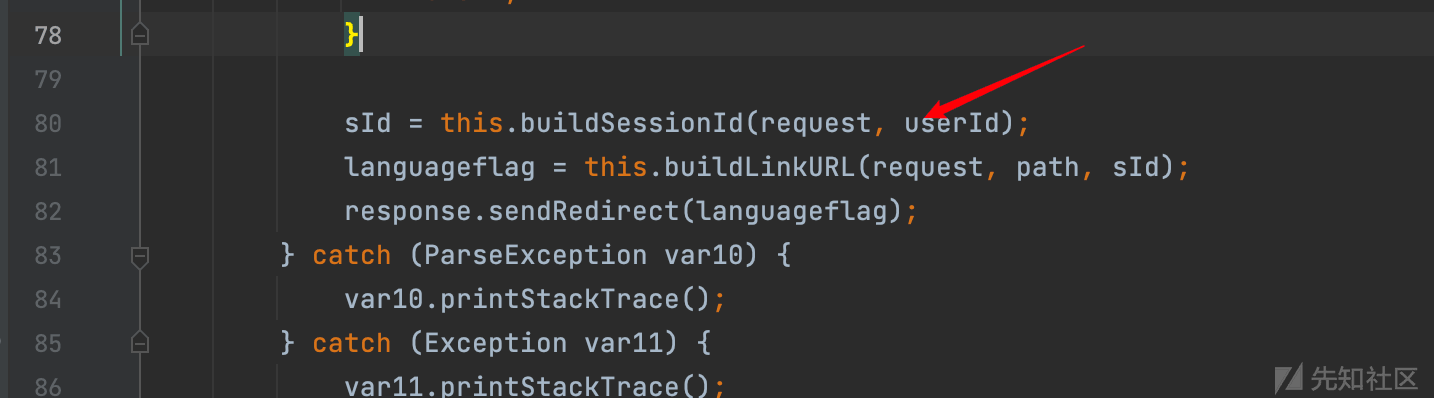 78 }
79
80 sId = this.buildSessionId(request, userId);
81 languageflag = this.buildLinkURL(request, path, sId);
82 response.sendRedirect(languageflag);
83 } catch (ParseException var10) {
84 var10.printStackTrace();
85 } catch (Exception var11) {
86 var11.printStackTrace();
先知社区